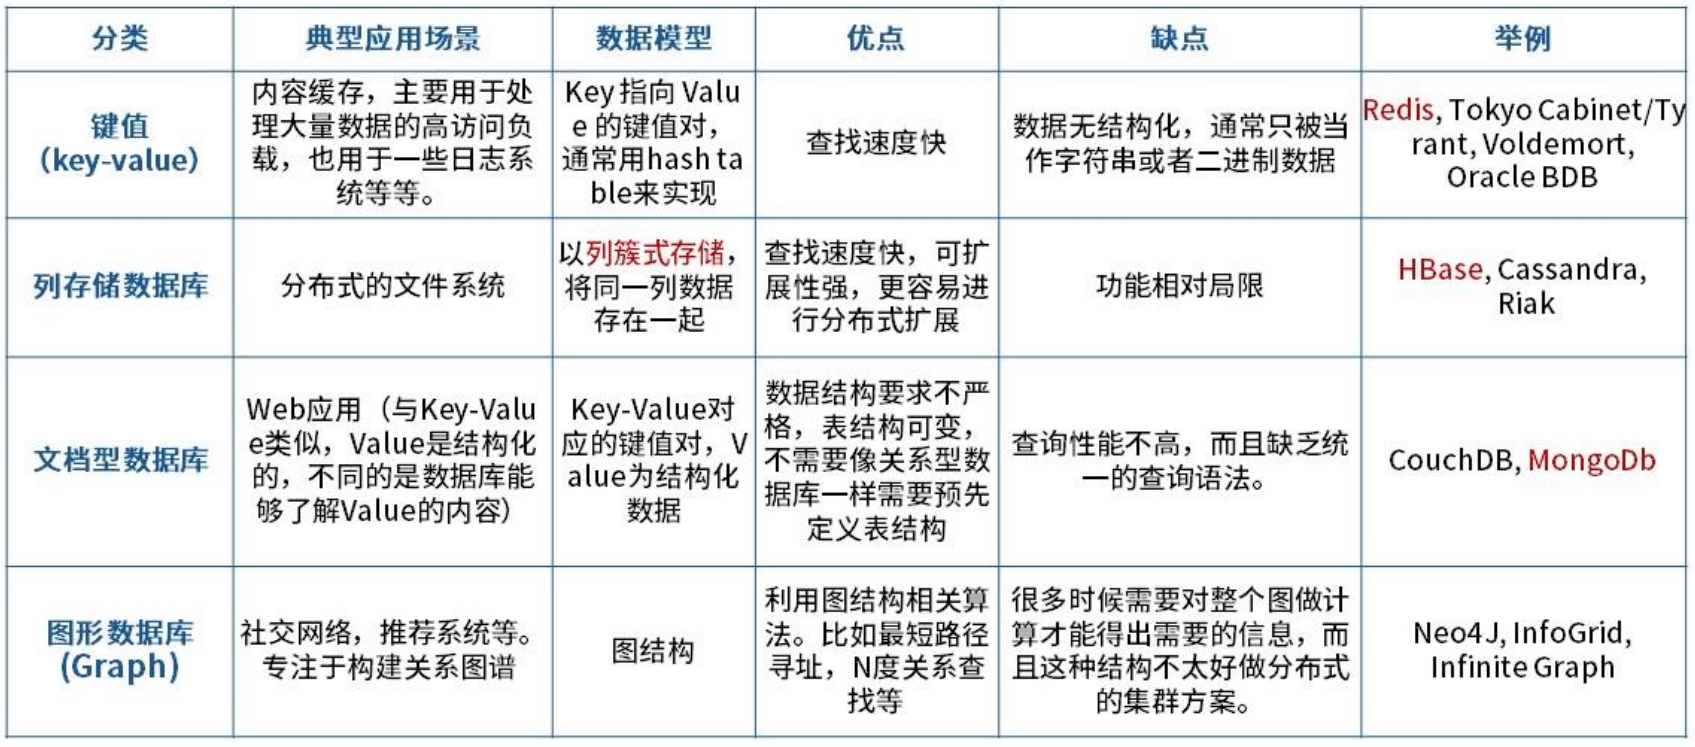 分类
典型应用场景
数据模型
优点
缺点
举例
键值
（key-value）
内容缓存，主要用于处
理大量数据的高访问负
载，也用于一些日志系
统等等。
Key 指向 Valu
e 的键值对，
通常用hash ta
ble来实现
查找速度快
数据无结构化，通常只被当
作字符串或者二进制数据
Redis, Tokyo Cabinet/Ty
rant, Voldemort,
Oracle BDB
列存储数据库
分布式的文件系统
以列簇式存储，
将同一列数据
存在一起
查找速度快，可扩
展性强，更容易进
行分布式扩展
功能相对局限
HBase, Cassandra,
Riak
文档型数据库
Web应用（与Key-Valu
e类似，Value是结构化
的，不同的是数据库能
够了解Value的内容）
Key-Value对
应的键值对，V
alue为结构化
数据
数据结构要求不严
格，表结构可变，
不需要像关系型数
据库一样需要预先
定义表结构
查询性能不高，而且缺乏统
一的查询语法。
CouchDB, MongoDb
图形数据库
(Graph)
社交网络，推荐系统等。
专注于构建关系图谱
图结构
利用图结构相关算
法。比如最短路径
寻址，N度关系查
找等
很多时候需要对整个图做计
算才能得出需要的信息，而
且这种结构不太好做分布式
的集群方案。
Neo4J, InfoGrid,
Infinite Graph